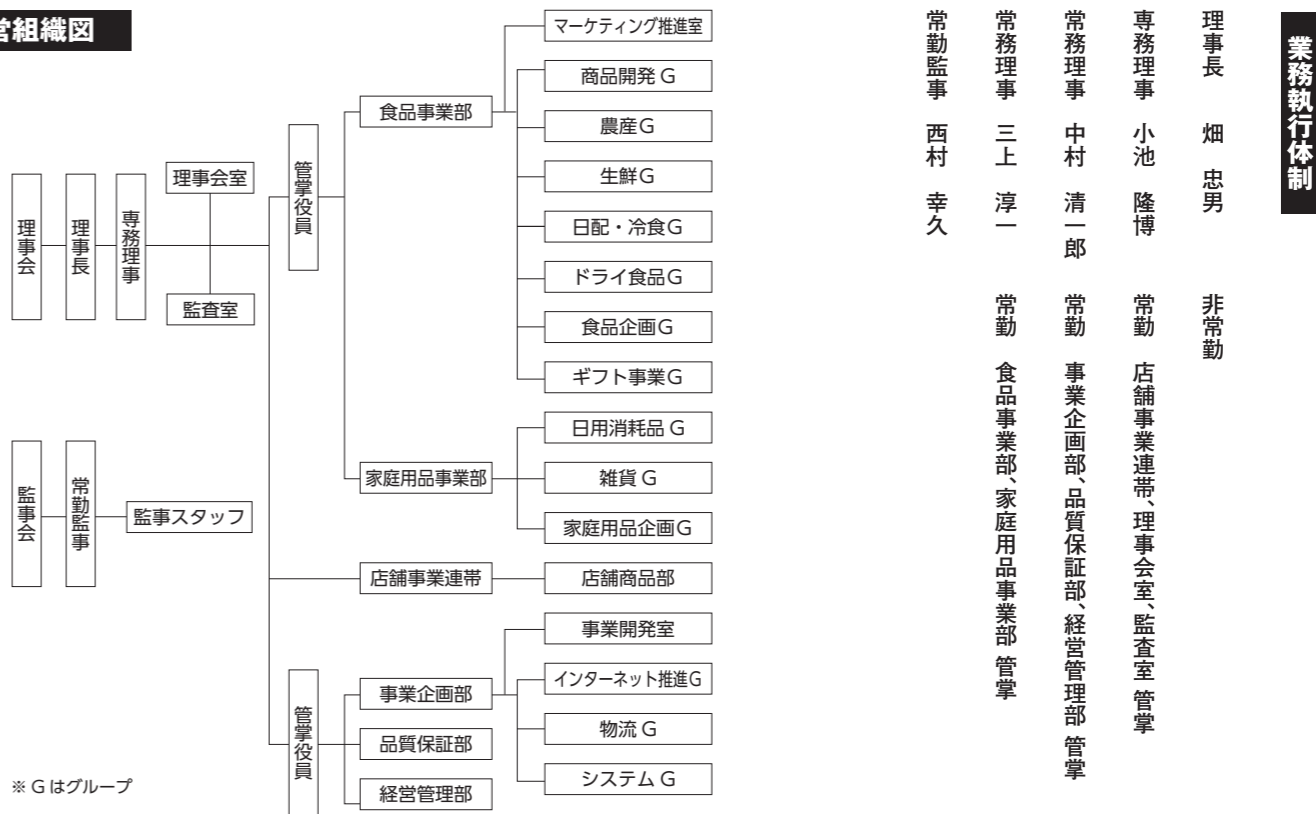 営組織図
理事会
理事長
専務理事
理事会室
監査室
監事会
常勤監事
監事スタッフ
管掌役員
食品事業部
マーケティング推進室
商品開発 G
農産G
生鮮G
日配・冷食G
ドライ食品G
食品企画G
ギフト事業G
家庭用品事業部
日用消耗品 G
雑貨 G
家庭用品企画G
店舗事業連帯
店舗商品部
管掌役員
事業企画部
事業開発室
インターネット推進G
物流 G
システム G
品質保証部
経営管理部
※ G はグループ
業務執行体制
理事長 畑 忠男 非常勤
専務理事 小池 隆博 常勤 店舗事業連帯、理事会室、監査室 管掌
常務理事 中村 清一郎 常勤 事業企画部、品質保証部、経営管理部 管掌
常務理事 三上 淳一 常勤 食品事業部、家庭用品事業部 管掌
常勤監事 西村 幸久